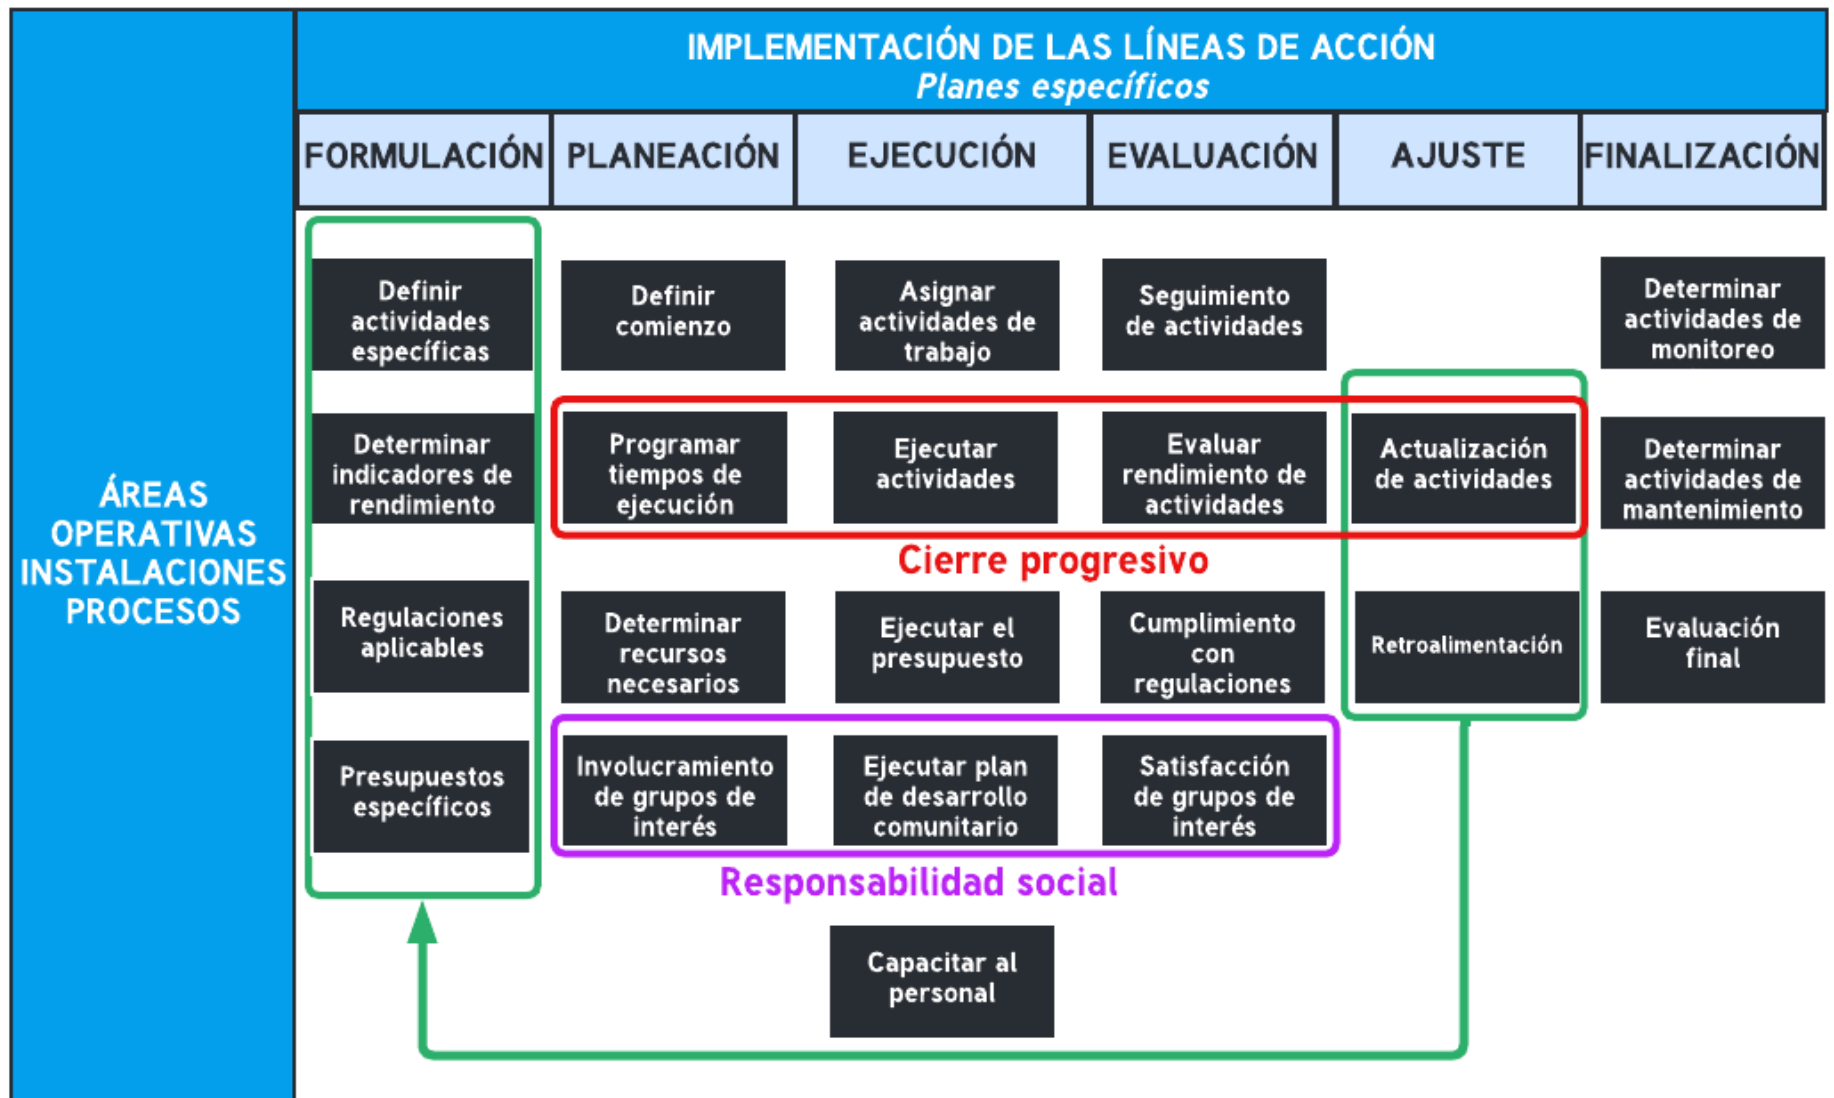 IMPLEMENTACIÓN DE LAS LÍNEAS DE ACCIÓN
Planes específicos
FORMULACIÓN
PLANEACIÓN
EJECUCIÓN
EVALUACIÓN
AJUSTE
FINALIZACIÓN
ÁREAS
OPERATIVAS
INSTALACIONES
PROCESOS
Definir
actividades
específicas
Definir
comienzo
Asignar
actividades de
trabajo
Seguimiento
de actividades
Determinar
actividades de
monitoreo
Determinar
indicadores de
rendimiento
Programar
tiempos de
ejecución
Ejecutar
actividades
Evaluar
rendimiento de
actividades
Actualización
de actividades
Determinar
actividades de
mantenimiento
Cierre progresivo
Regulaciones
aplicables
Determinar
recursos
necesarios
Ejecutar el
presupuesto
Cumplimiento
con
regulaciones
Retroalimentación
Evaluación
final
Presupuestos
específicos
Involucramiento
de grupos de
interés
Ejecutar plan
de desarrollo
comunitario
Satisfacción
de grupos de
interés
Responsabilidad social
Capacitar al
personal